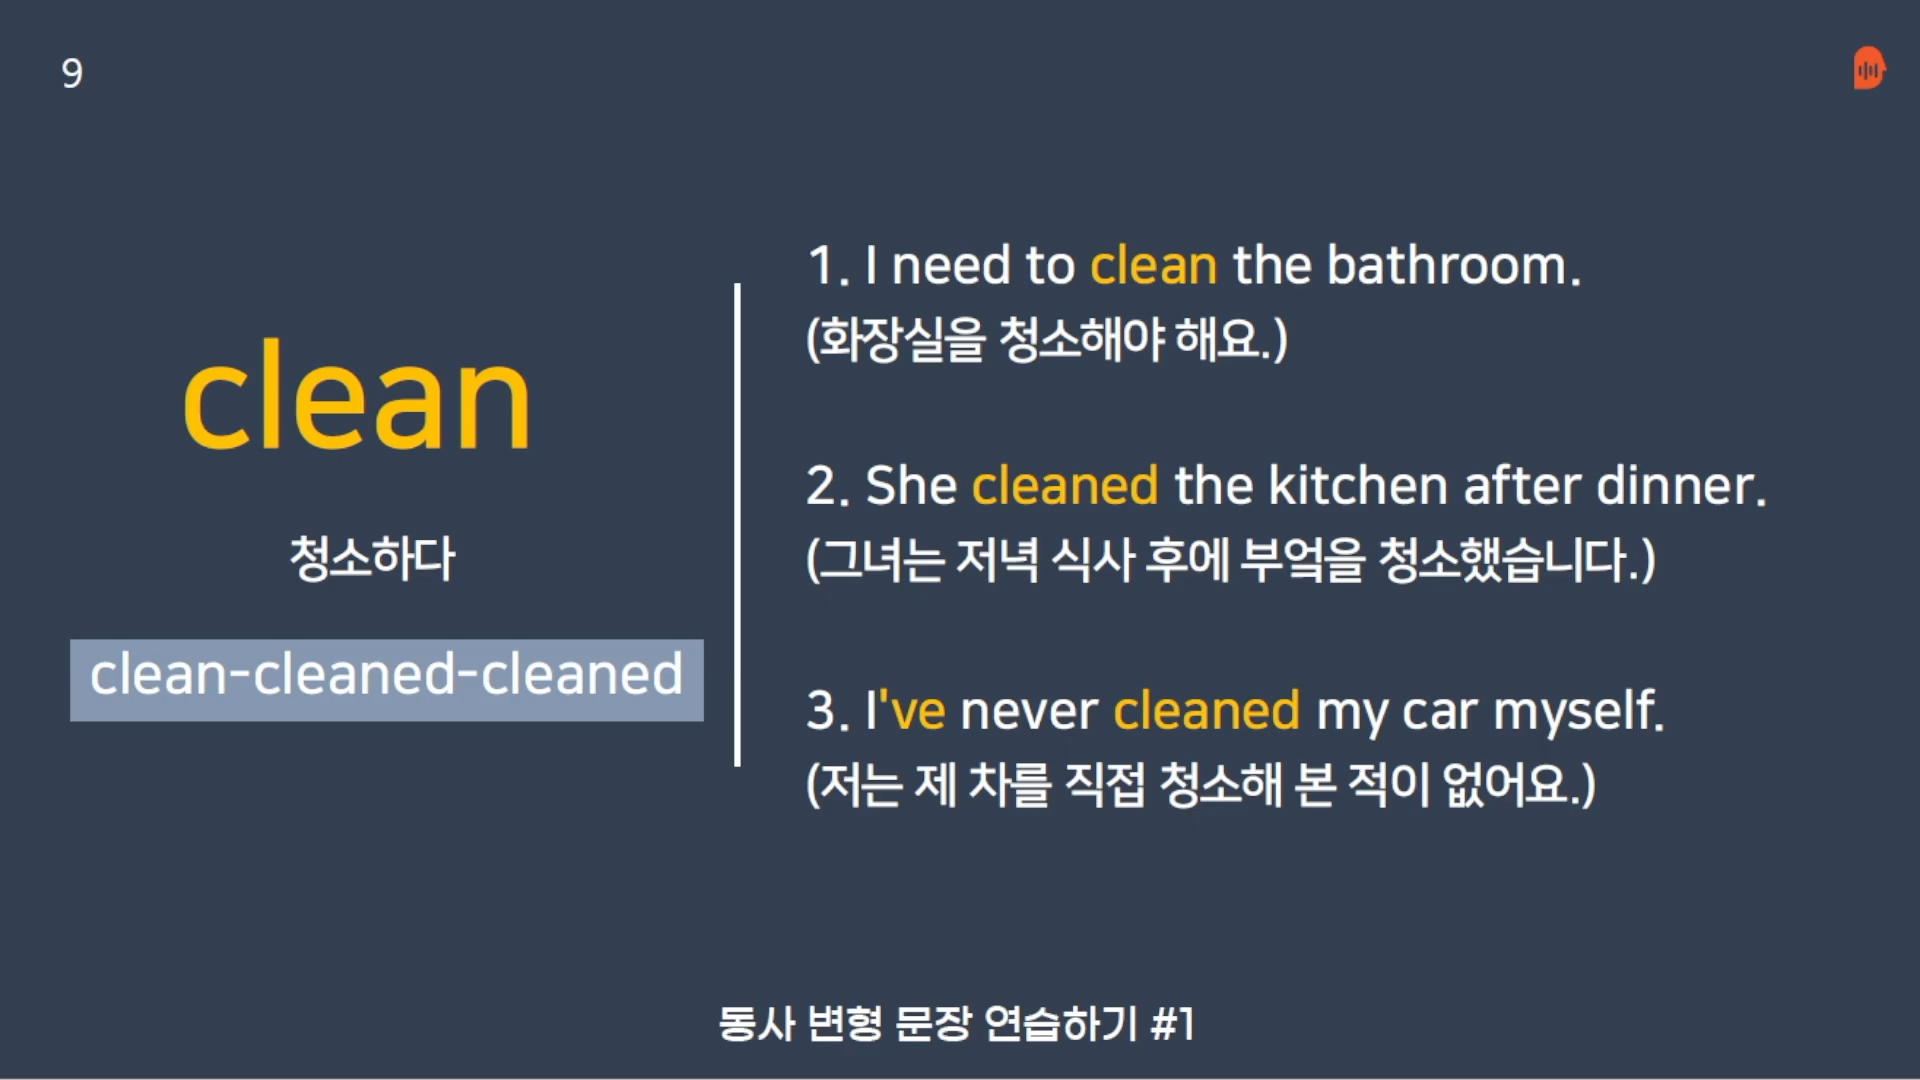 9
clean
청소하다
clean-cleaned-cleaned
1. I need to clean the bathroom.
(화장실을 청소해야 해요.)
2. She cleaned the kitchen after dinner.
(그녀는 저녁 식사 후에 부엌을 청소했습니다.)
3. I've never cleaned my car myself.
(저는 제 차를 직접 청소해 본 적이 없어요.)
동사 변형 문장 연습하기 #1